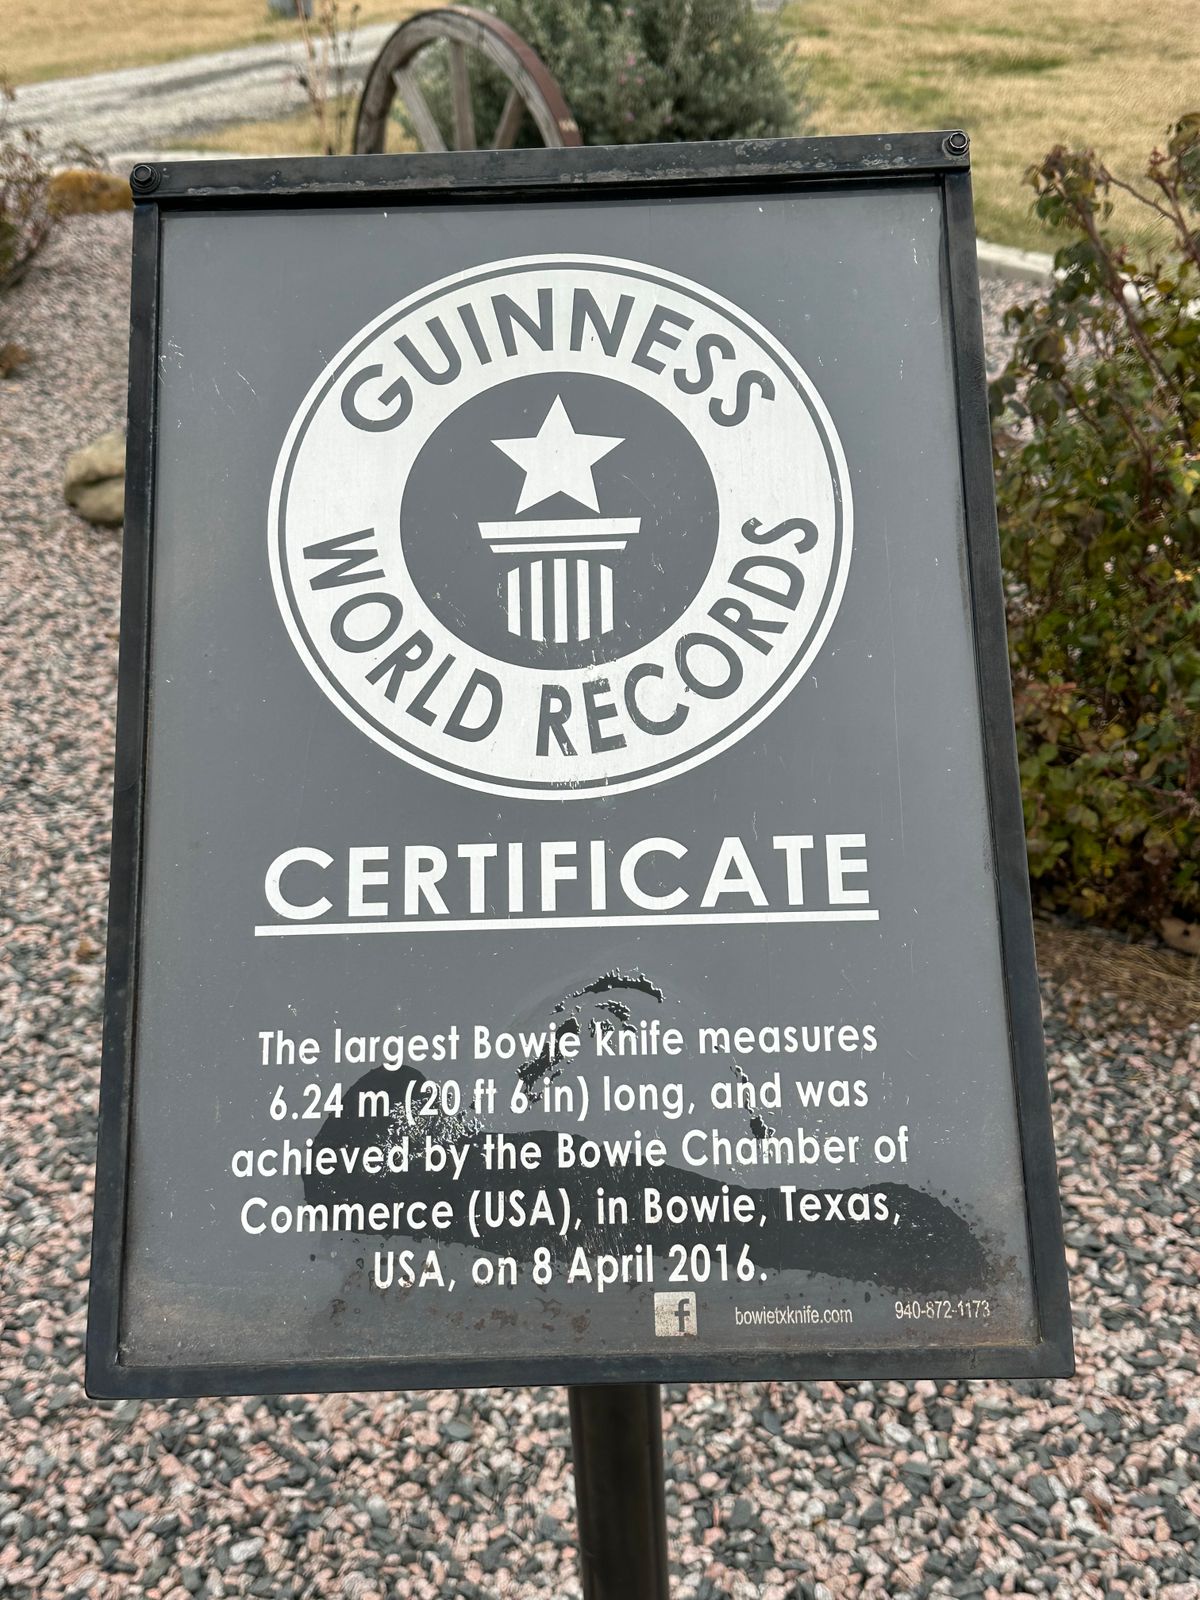 GUINNESS
WORLD RECORDS
CERTIFICATE
The largest Bowie knife measures
6.24 m (20 ft 6 in) long, and was
achieved by the Bowie Chamber of
Commerce (USA), in Bowie, Texas,
USA, on 8 April 2016.
f bowietxknife.com 940-872-1173